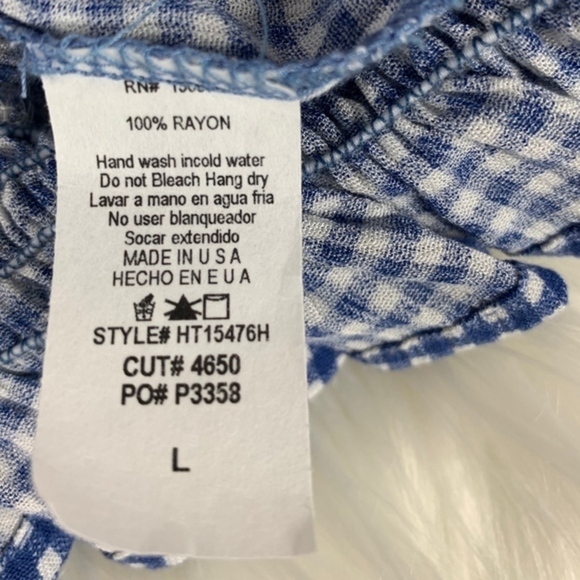 RN#
100% RAYON
Hand wash incold water
Do not Bleach Hang dry
Lavar a mano en agua fria
No user blanqueador
Socar extendido
MADE IN U S A
HECHO EN E U A
STYLE# HT15476H
CUT# 4650
PO# P3358
L